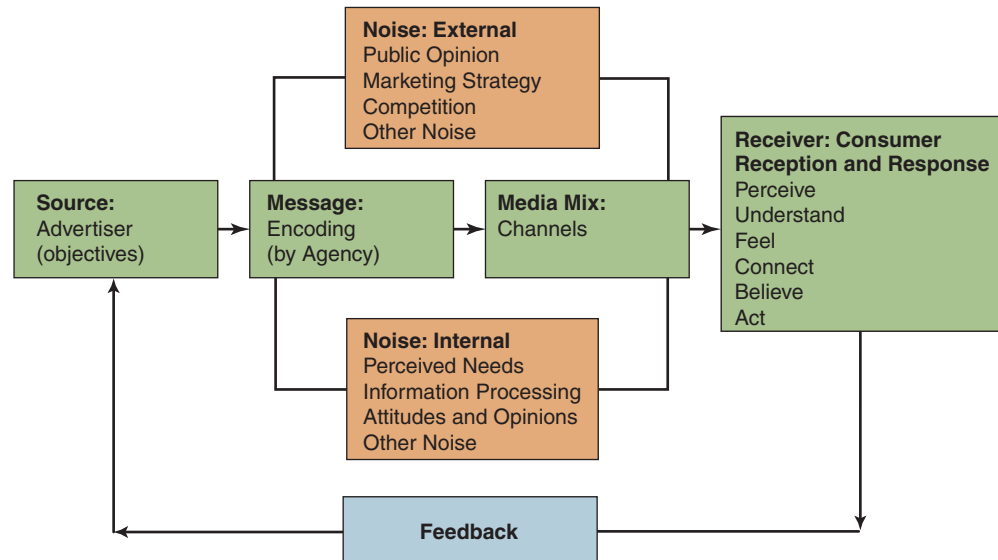 Noise: External
Public Opinion
Marketing Strategy
Competition
Other Noise
Source:
Advertiser
(objectives)
Message:
Encoding
(by Agency)
Media Mix:
Channels
Receiver: Consumer
Reception and Response
Perceive
Understand
Feel
Connect
Believe
Act
Noise: Internal
Perceived Needs
Information Processing
Attitudes and Opinions
Other Noise
Feedback